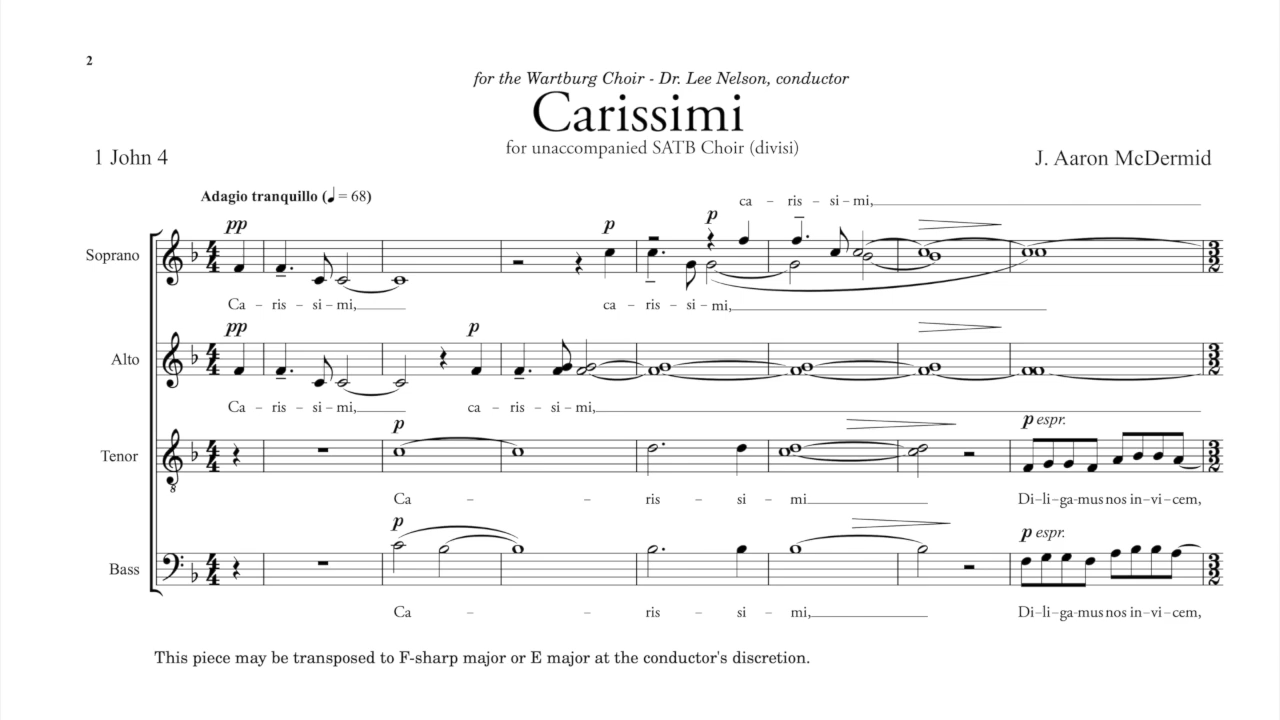 2
for the Wartburg Choir - Dr. Lee Nelson, conductor
Carissimi
for unaccompanied SATB Choir (divisi)
1 John 4
J. Aaron McDermid
Adagio tranquillo (♩ = 68)
ca – ris – si – mi,
pp p p
Soprano
Ca – ris – si – mi, ca – ris – si – mi,
pp p
Alto
Ca – ris – si – mi, ca – ris – si – mi,
p p espr.
Tenor
Ca – – ris – si – mi Di–li–ga–mus nos in–vi–cem,
p p espr.
Bass
Ca – – ris – si – mi, Di–li–ga–mus nos in–vi–cem,
This piece may be transposed to F-sharp major or E major at the conductor's discretion.